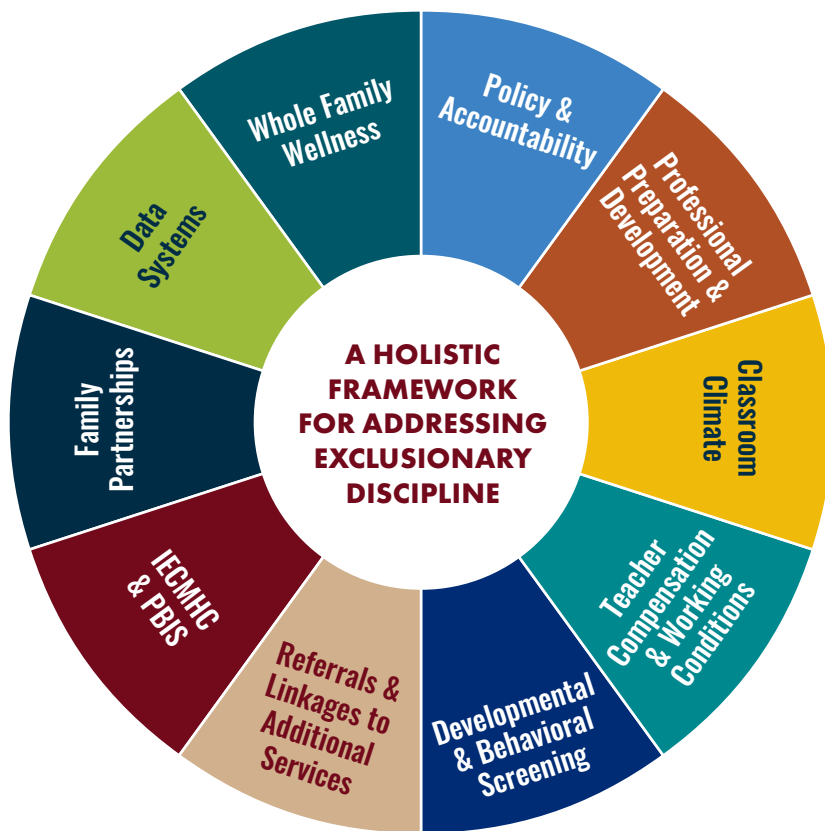 A HOLISTIC
FRAMEWORK
FOR ADDRESSING
EXCLUSIONARY
DISCIPLINE
Policy &
Accountability
Professional
Preparation &
Development
Classroom
Climate
Teacher
Compensation
& Working
Conditions
Developmental
& Behavioral
Screening
Referrals &
Linkages to
Additional
Services
IECMHC
& PBIS
Family
Partnerships
Data
Systems
Whole Family
Wellness